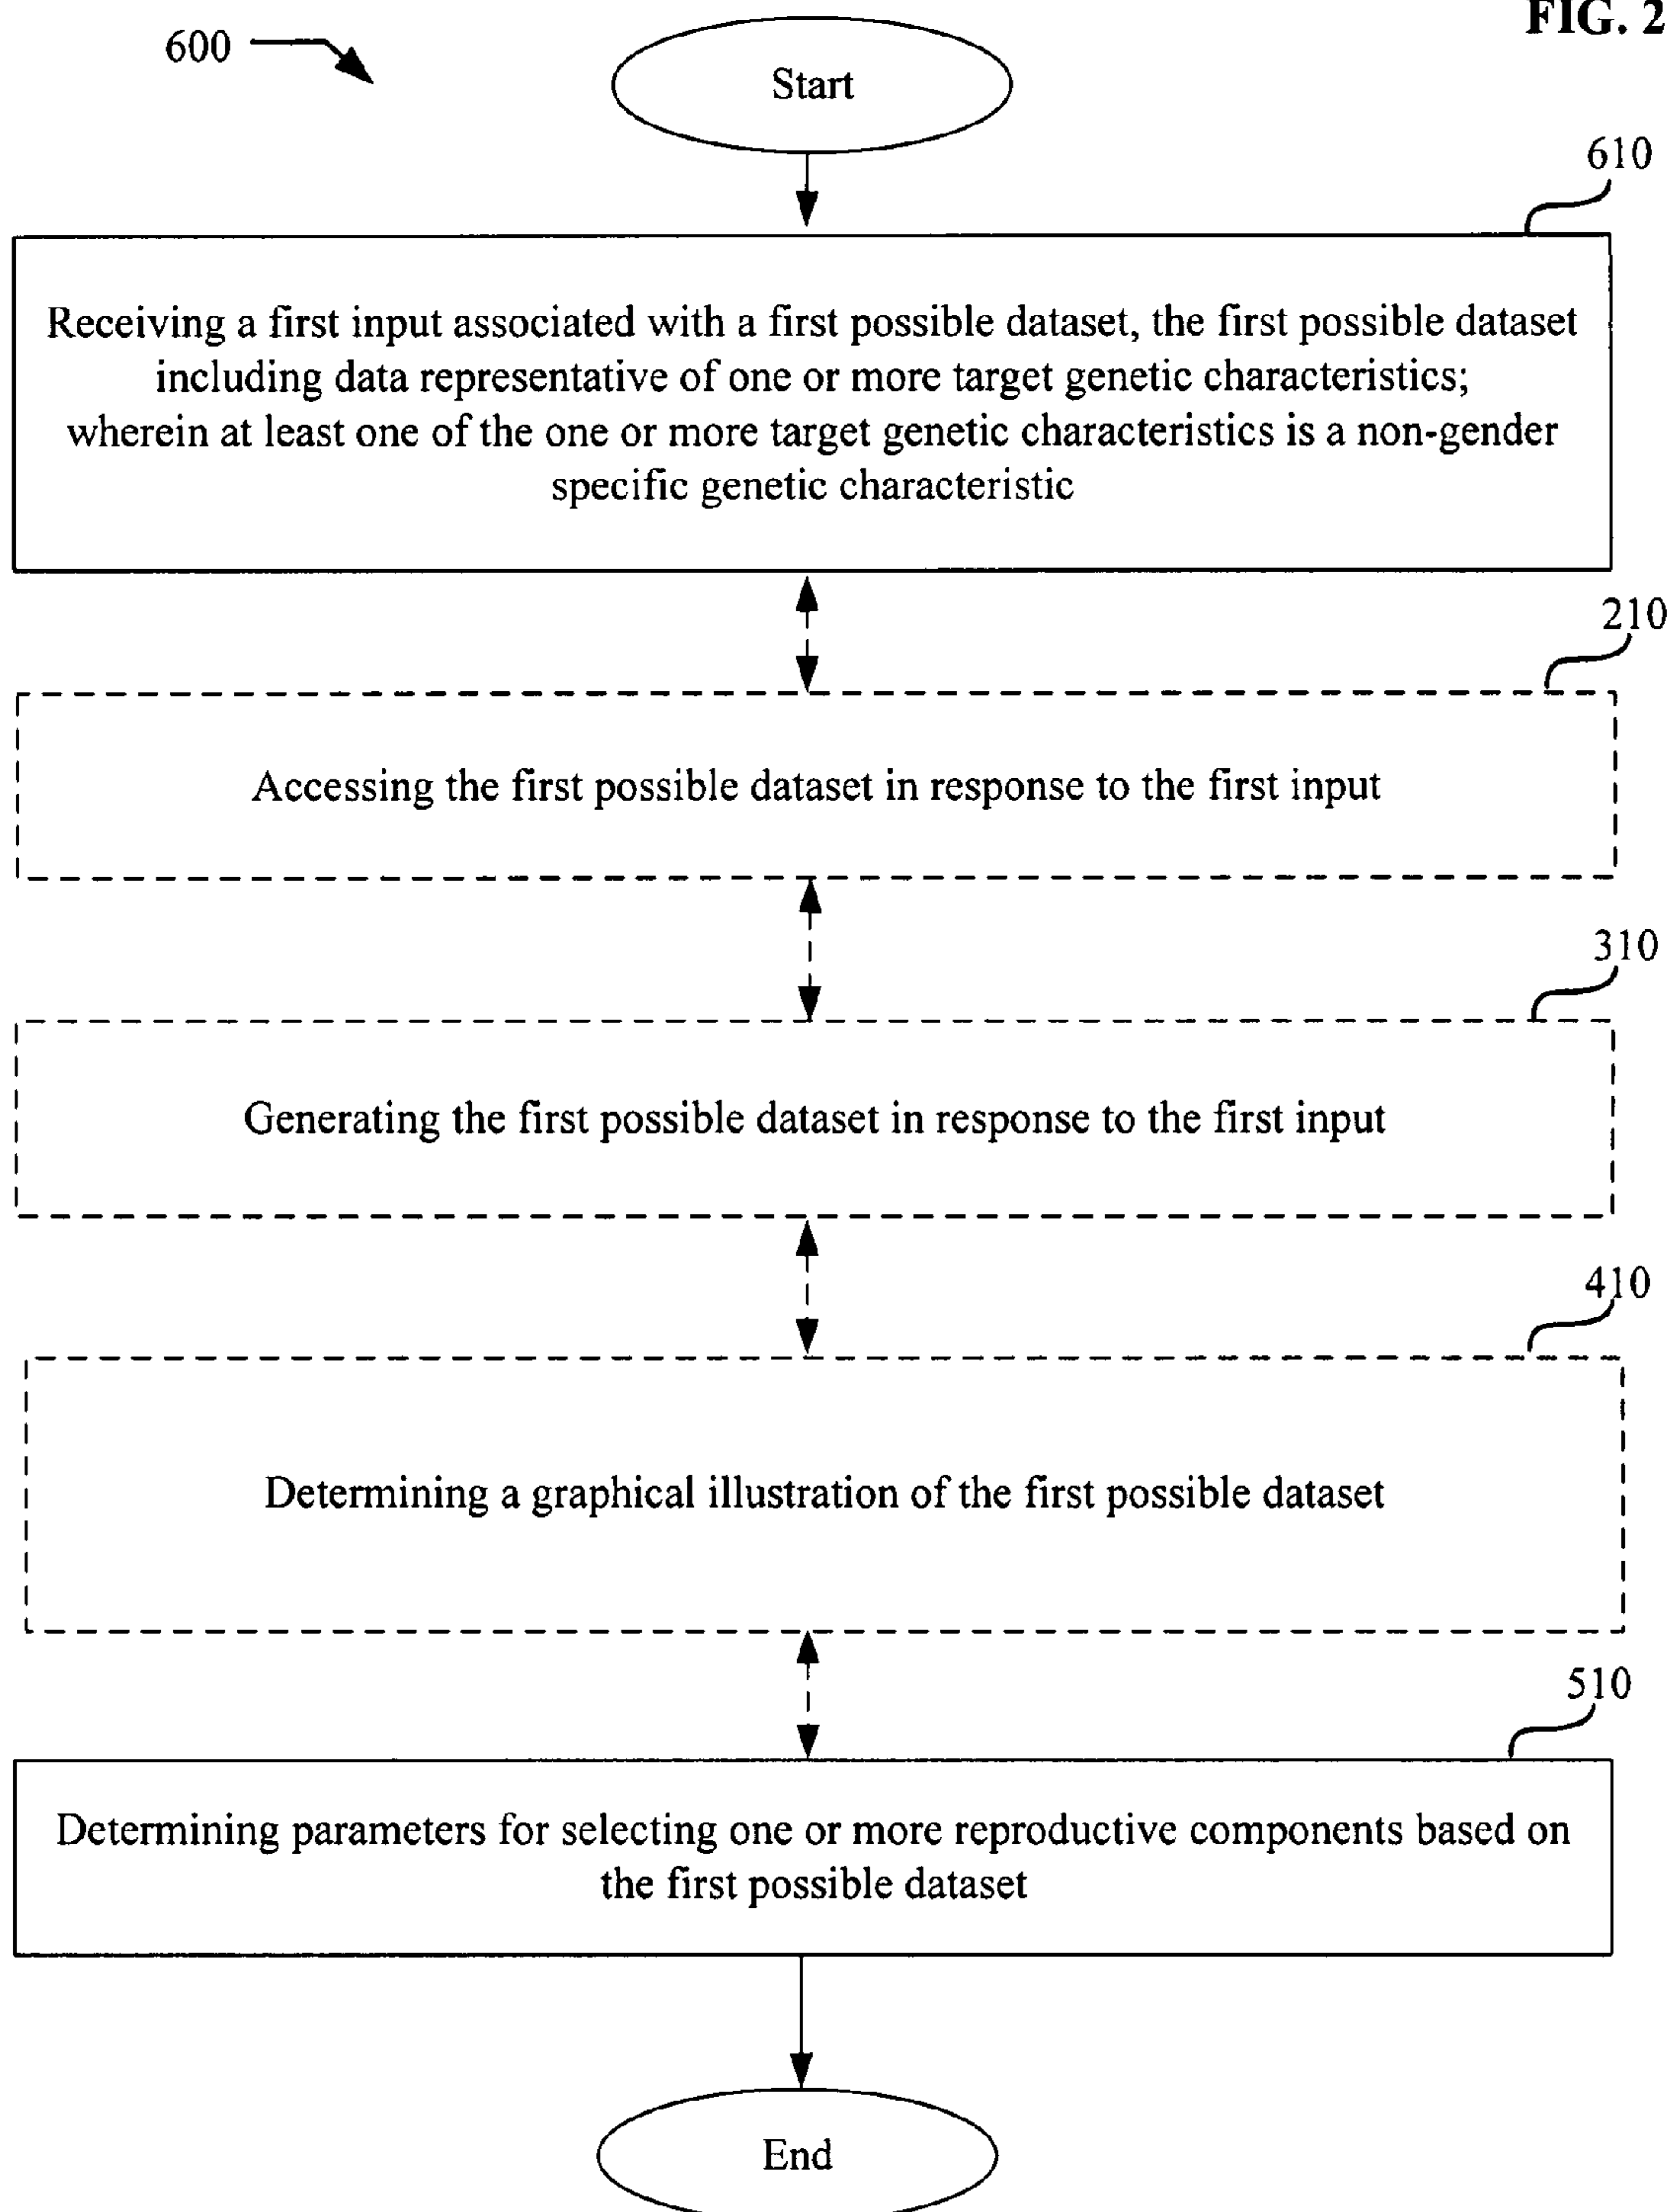 FIG. 2
600
Start
610
Receiving a first input associated with a first possible dataset, the first possible dataset
including data representative of one or more target genetic characteristics;
wherein at least one of the one or more target genetic characteristics is a non-gender
specific genetic characteristic
210
Accessing the first possible dataset in response to the first input
310
Generating the first possible dataset in response to the first input
410
Determining a graphical illustration of the first possible dataset
510
Determining parameters for selecting one or more reproductive components based on
the first possible dataset
End